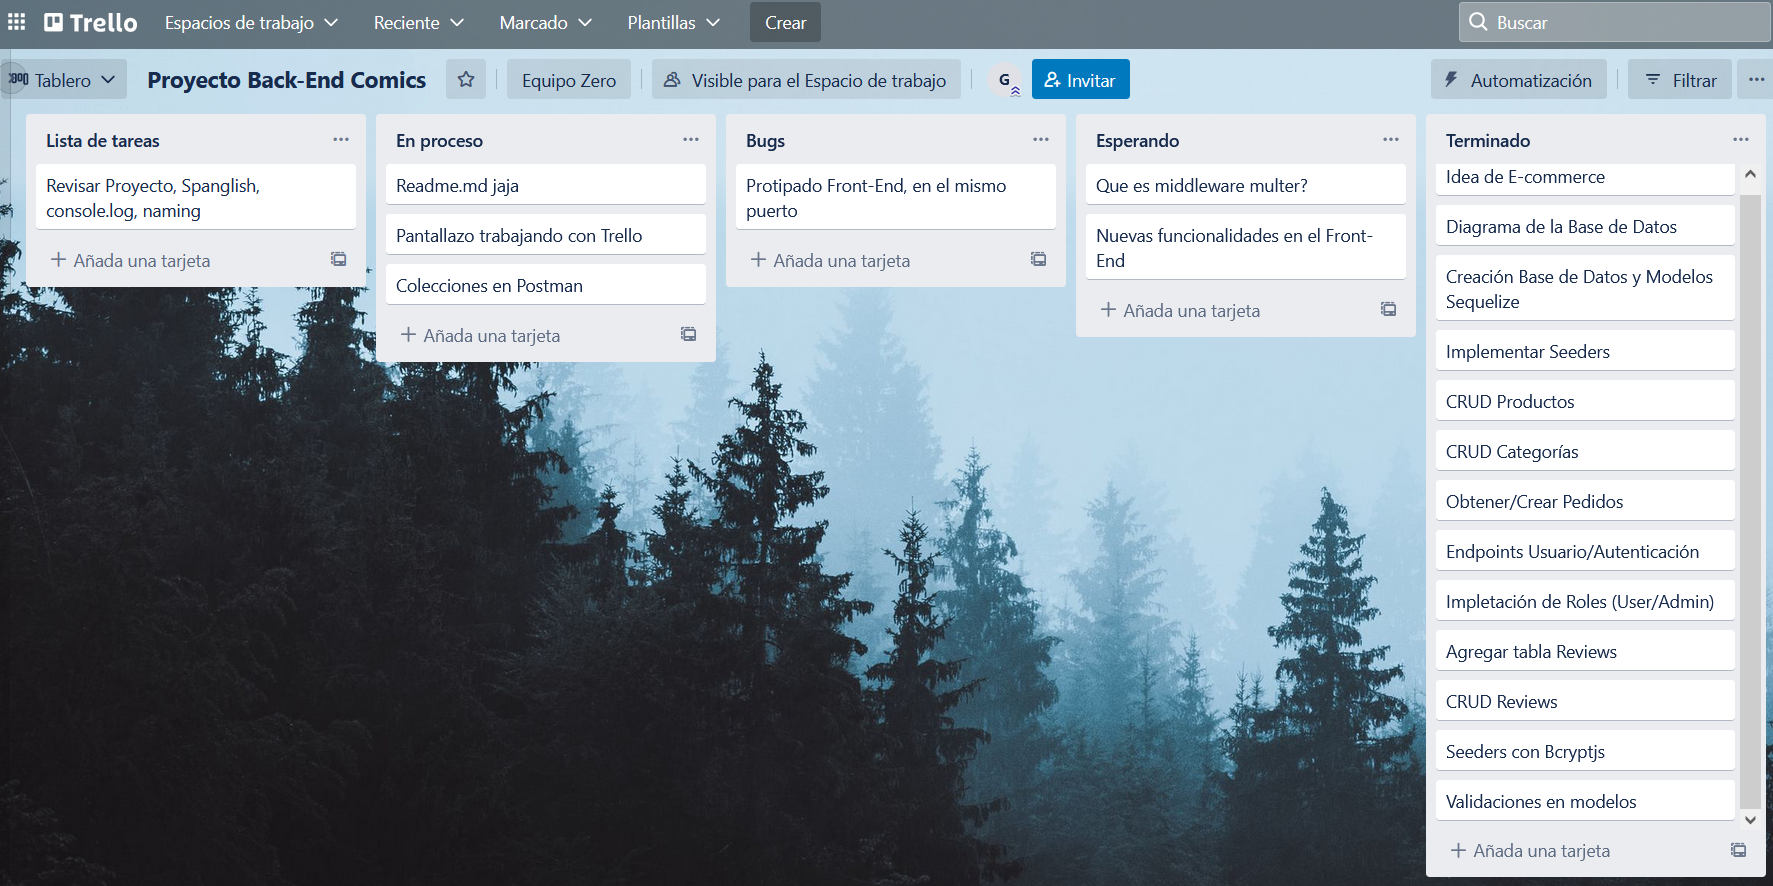 Trello Espacios de trabajo Reciente Marcado Plantillas Crear Buscar
Tablero Proyecto Back-End Comics Equipo Zero Visible para el Espacio de trabajo G Invitar Automatización Filtrar
Lista de tareas
Revisar Proyecto, Spanglish,
console.log, naming
Añada una tarjeta
En proceso
Readme.md jaja
Pantallazo trabajando con Trello
Colecciones en Postman
Añada una tarjeta
Bugs
Protipado Front-End, en el mismo
puerto
Añada una tarjeta
Esperando
Que es middleware multer?
Nuevas funcionalidades en el Front-
End
Añada una tarjeta
Terminado
Idea de E-commerce
Diagrama de la Base de Datos
Creación Base de Datos y Modelos
Sequelize
Implementar Seeders
CRUD Productos
CRUD Categorías
Obtener/Crear Pedidos
Endpoints Usuario/Autenticación
Impletación de Roles (User/Admin)
Agregar tabla Reviews
CRUD Reviews
Seeders con Bcryptjs
Validaciones en modelos
Añada una tarjeta